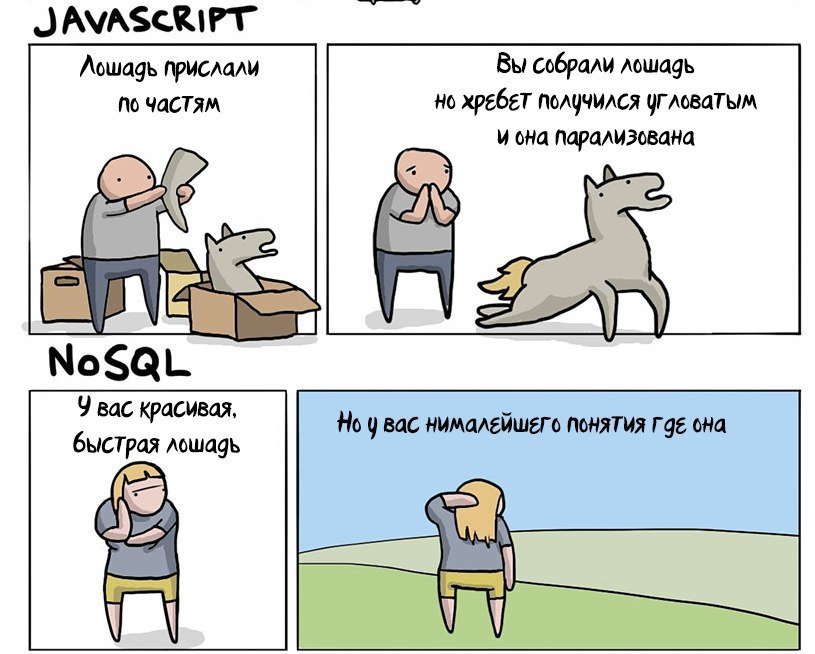 JAVASCRIPT
Лошадь прислали
по частям
Вы собрали лошадь
но хребет получился угловатым
и она парализована
NoSQL
У вас красивая,
быстрая лошадь
Но у вас нималейшего понятия где она